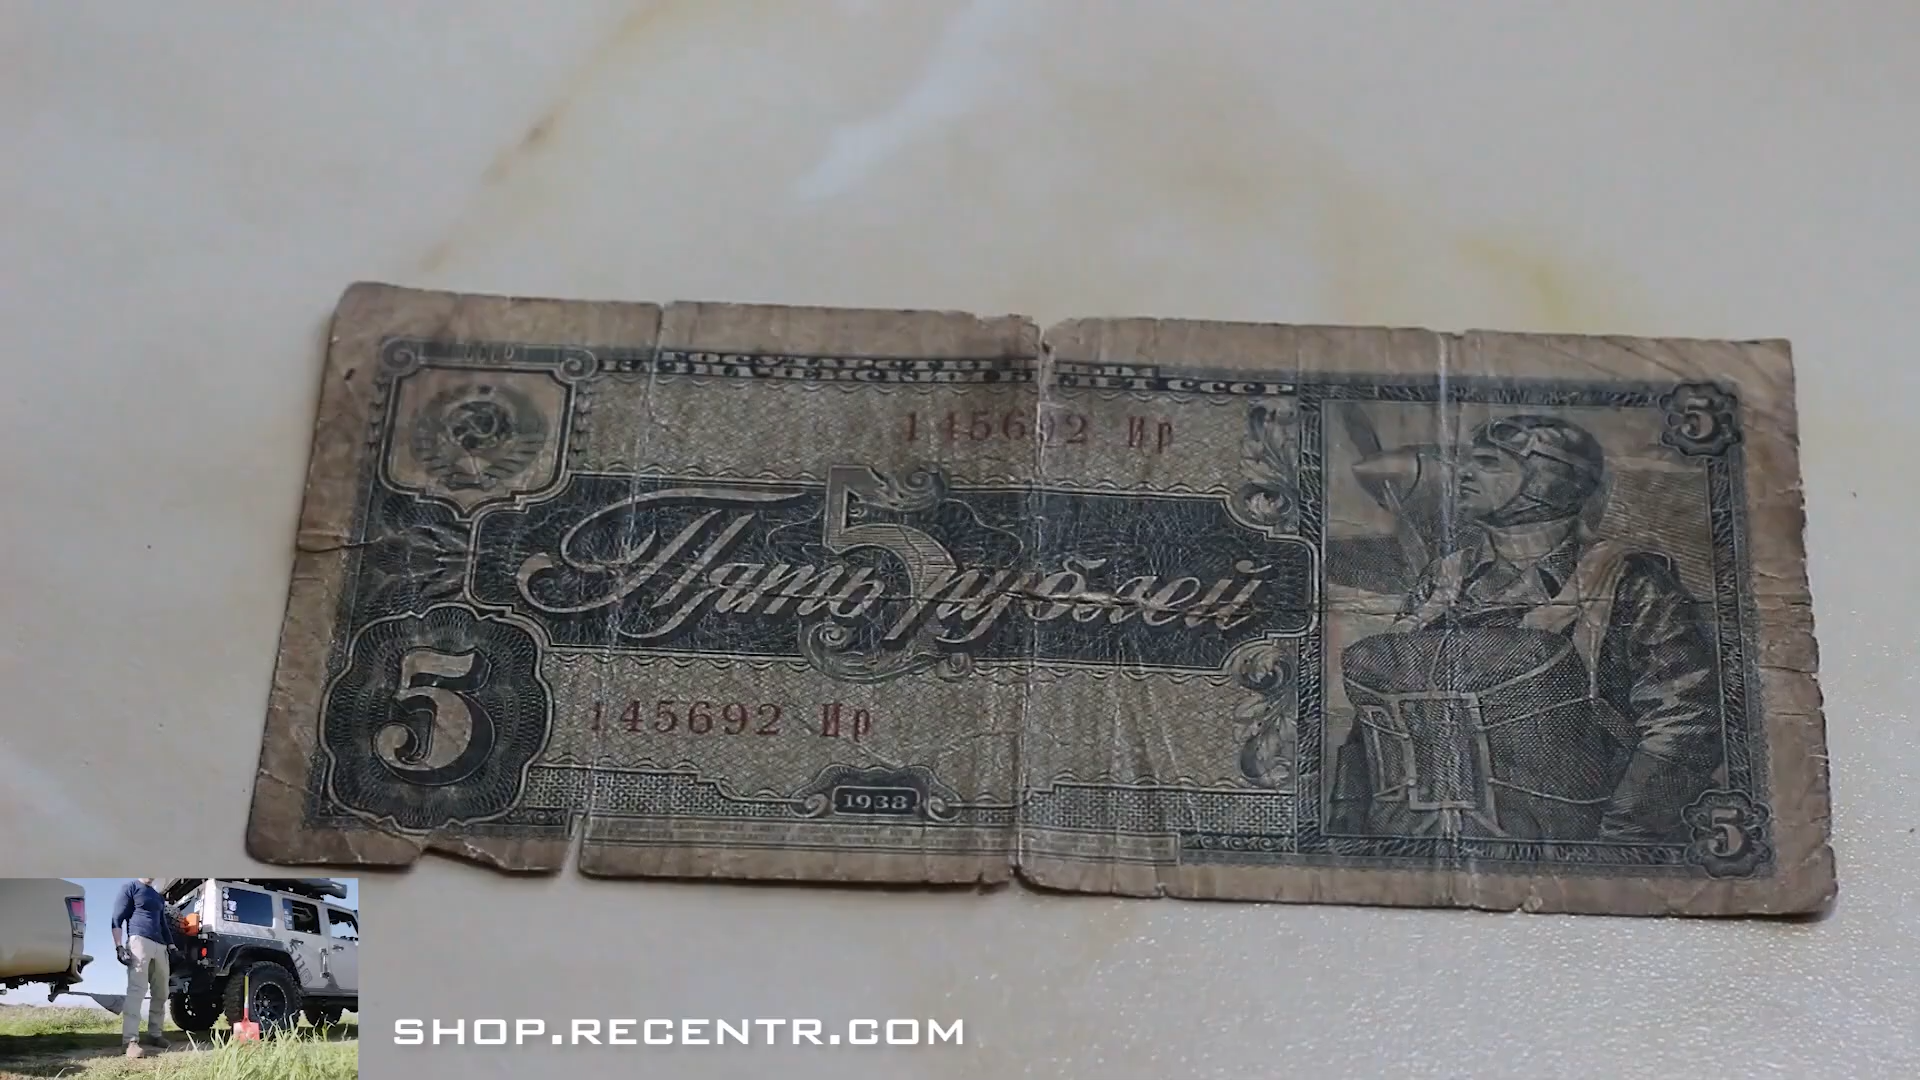 СССР
ГОСУДАРСТВЕННЫЙ
КАЗНАЧЕЙСКИЙ БИЛЕТ СССР
5
145692 Ир
5
Пять рублей
5
145692 Ир
1938
5
SHOP.RECENTR.COM